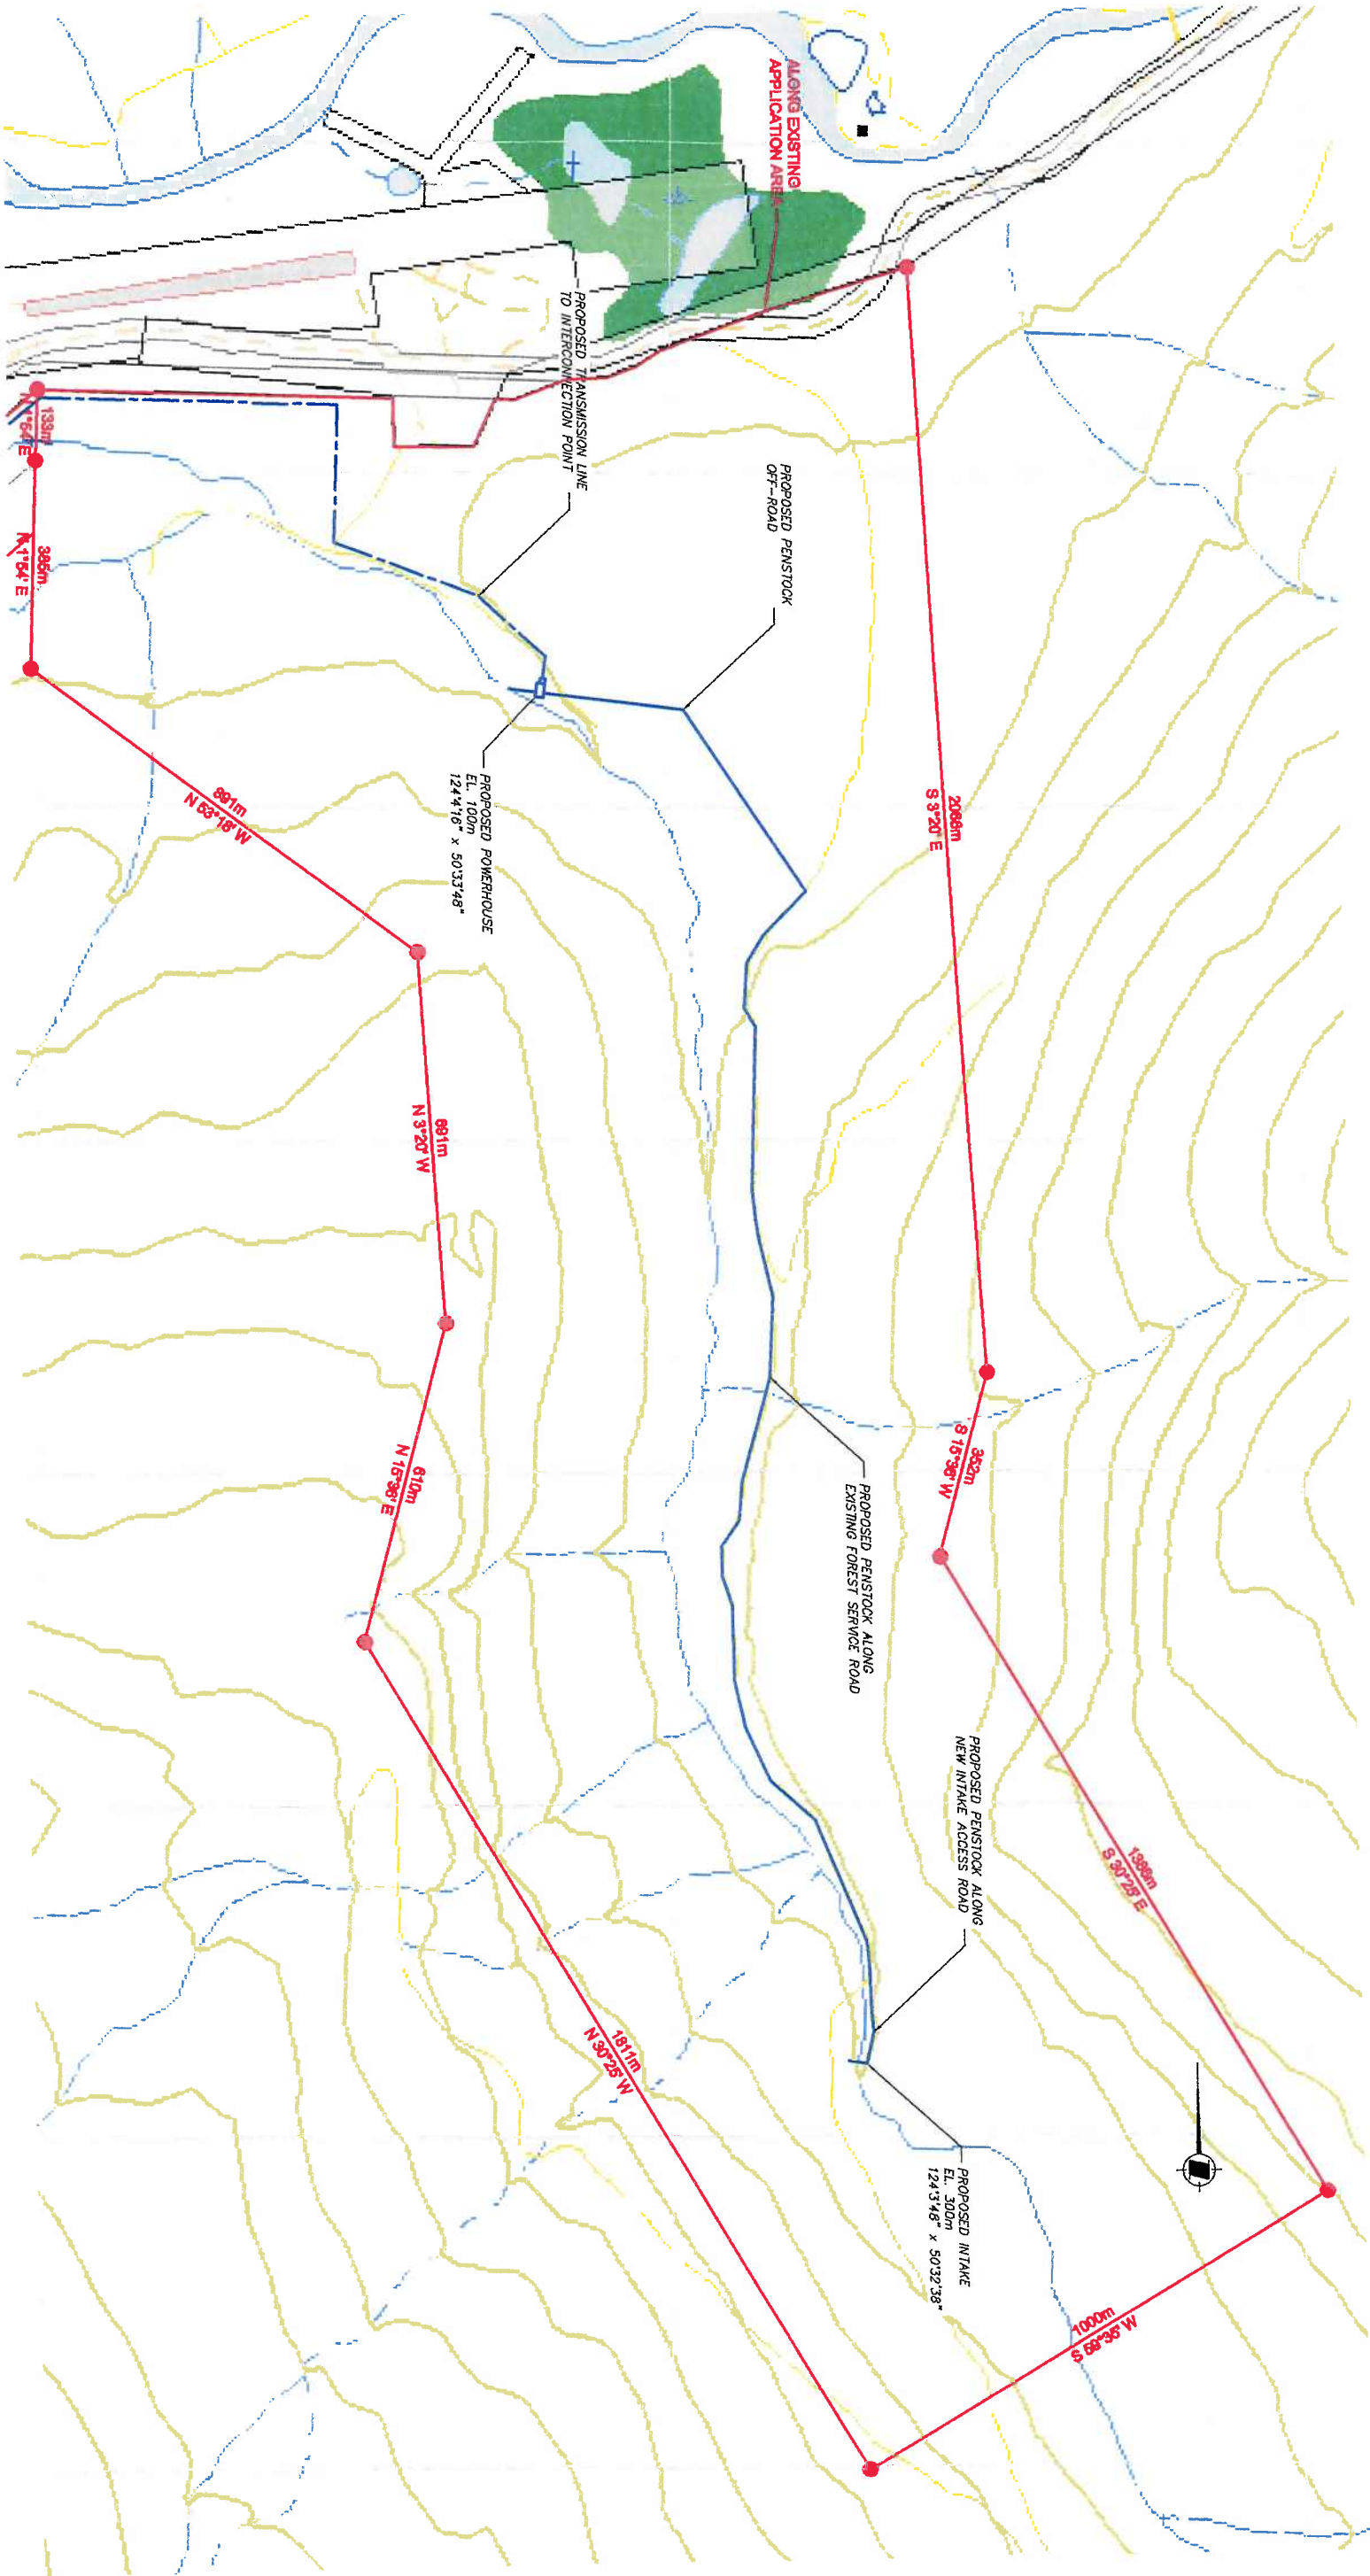 ALONG EXISTING
APPLICATION AREA
PROPOSED TRANSMISSION LINE
TO INTERCONNECTION POINT
PROPOSED PENSTOCK
OFF-ROAD
133m
N 1°54' E
385m
N 1°54' E
2066m
S 3°20' E
891m
N 53°18' W
PROPOSED POWERHOUSE
EL. 100m
124°4'16" x 50°33'48"
691m
N 3°20' W
352m
S 15°36' W
610m
N 15°36' E
PROPOSED PENSTOCK ALONG
EXISTING FOREST SERVICE ROAD
PROPOSED PENSTOCK ALONG
NEW INTAKE ACCESS ROAD
1386m
S 30°25' E
1811m
N 30°25' W
PROPOSED INTAKE
EL. 300m
124°3'48" x 50°32'38"
1000m
S 59°35' W